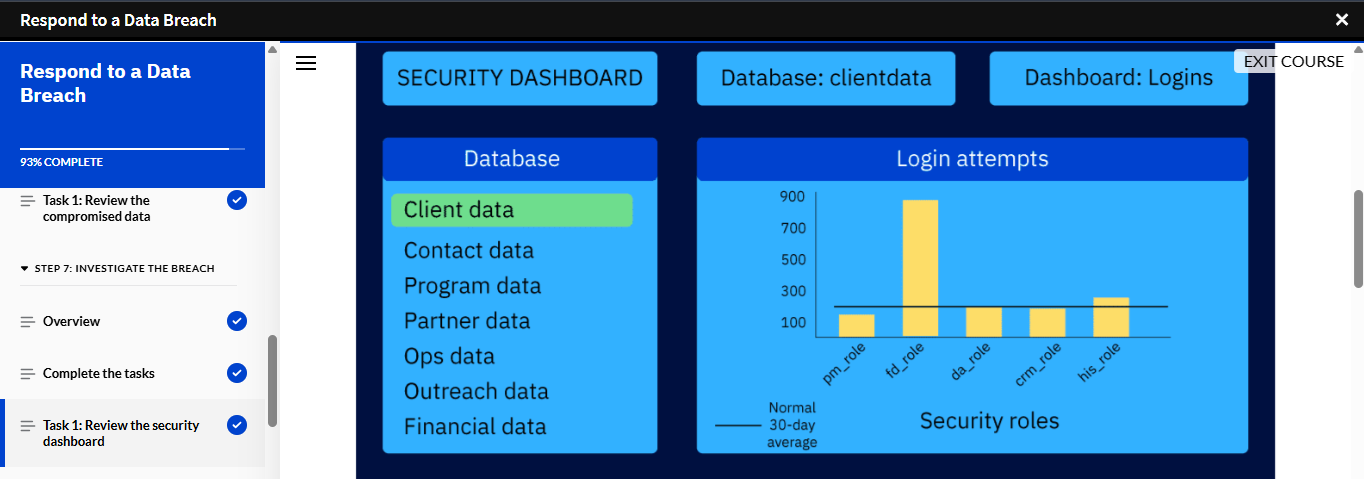 Respond to a Data Breach
Respond to a Data
Breach
93% COMPLETE
Task 1: Review the
compromised data
STEP 7: INVESTIGATE THE BREACH
Overview
Complete the tasks
Task 1: Review the security
dashboard
EXIT COURSE
SECURITY DASHBOARD
Database: clientdata
Dashboard: Logins
Database
Client data
Contact data
Program data
Partner data
Ops data
Outreach data
Financial data
Login attempts
900
700
500
300
100
pm_role
fd_role
da_role
crm_role
his_role
Normal
30-day
average
Security roles